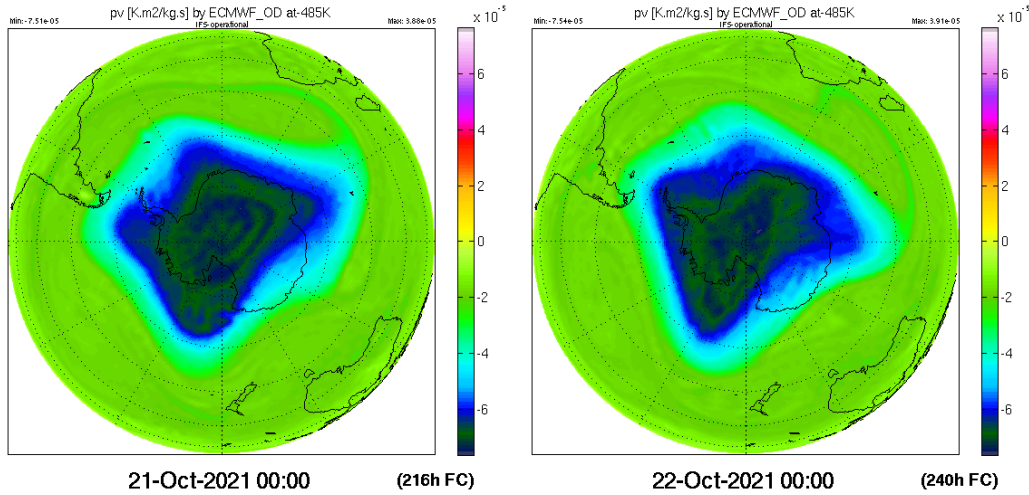 pv [K.m2/kg.s] by ECMWF_OD at-485K
Min: -7.51e-05
IFS-operational
Max: 3.88e-05
x 10⁻⁵
6
4
2
0
-2
-4
-6
21-Oct-2021 00:00
(216h FC)
pv [K.m2/kg.s] by ECMWF_OD at-485K
Min: -7.54e-05
IFS-operational
Max: 3.91e-05
x 10⁻⁵
6
4
2
0
-2
-4
-6
22-Oct-2021 00:00
(240h FC)